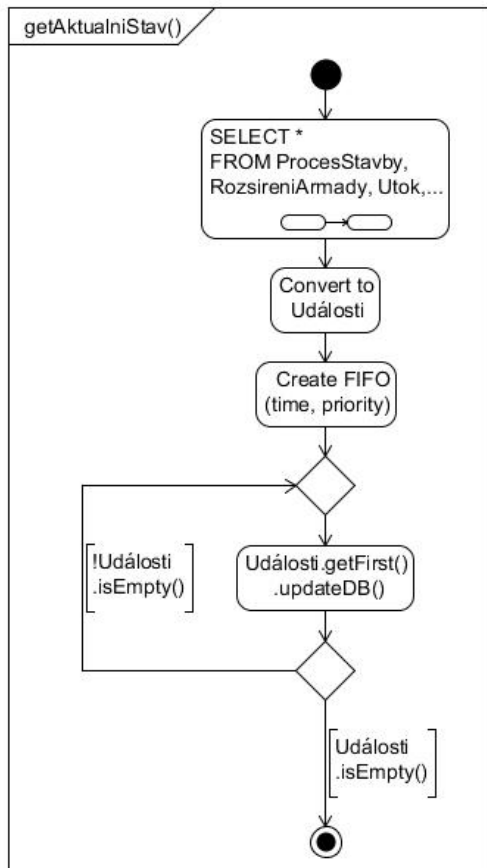 getAktualniStav()
SELECT *
FROM ProcesStavby,
RozsireniArmady, Utok,...
Convert to
Události
Create FIFO
(time, priority)
!Události
.isEmpty()
Události.getFirst()
.updateDB()
Události
.isEmpty()